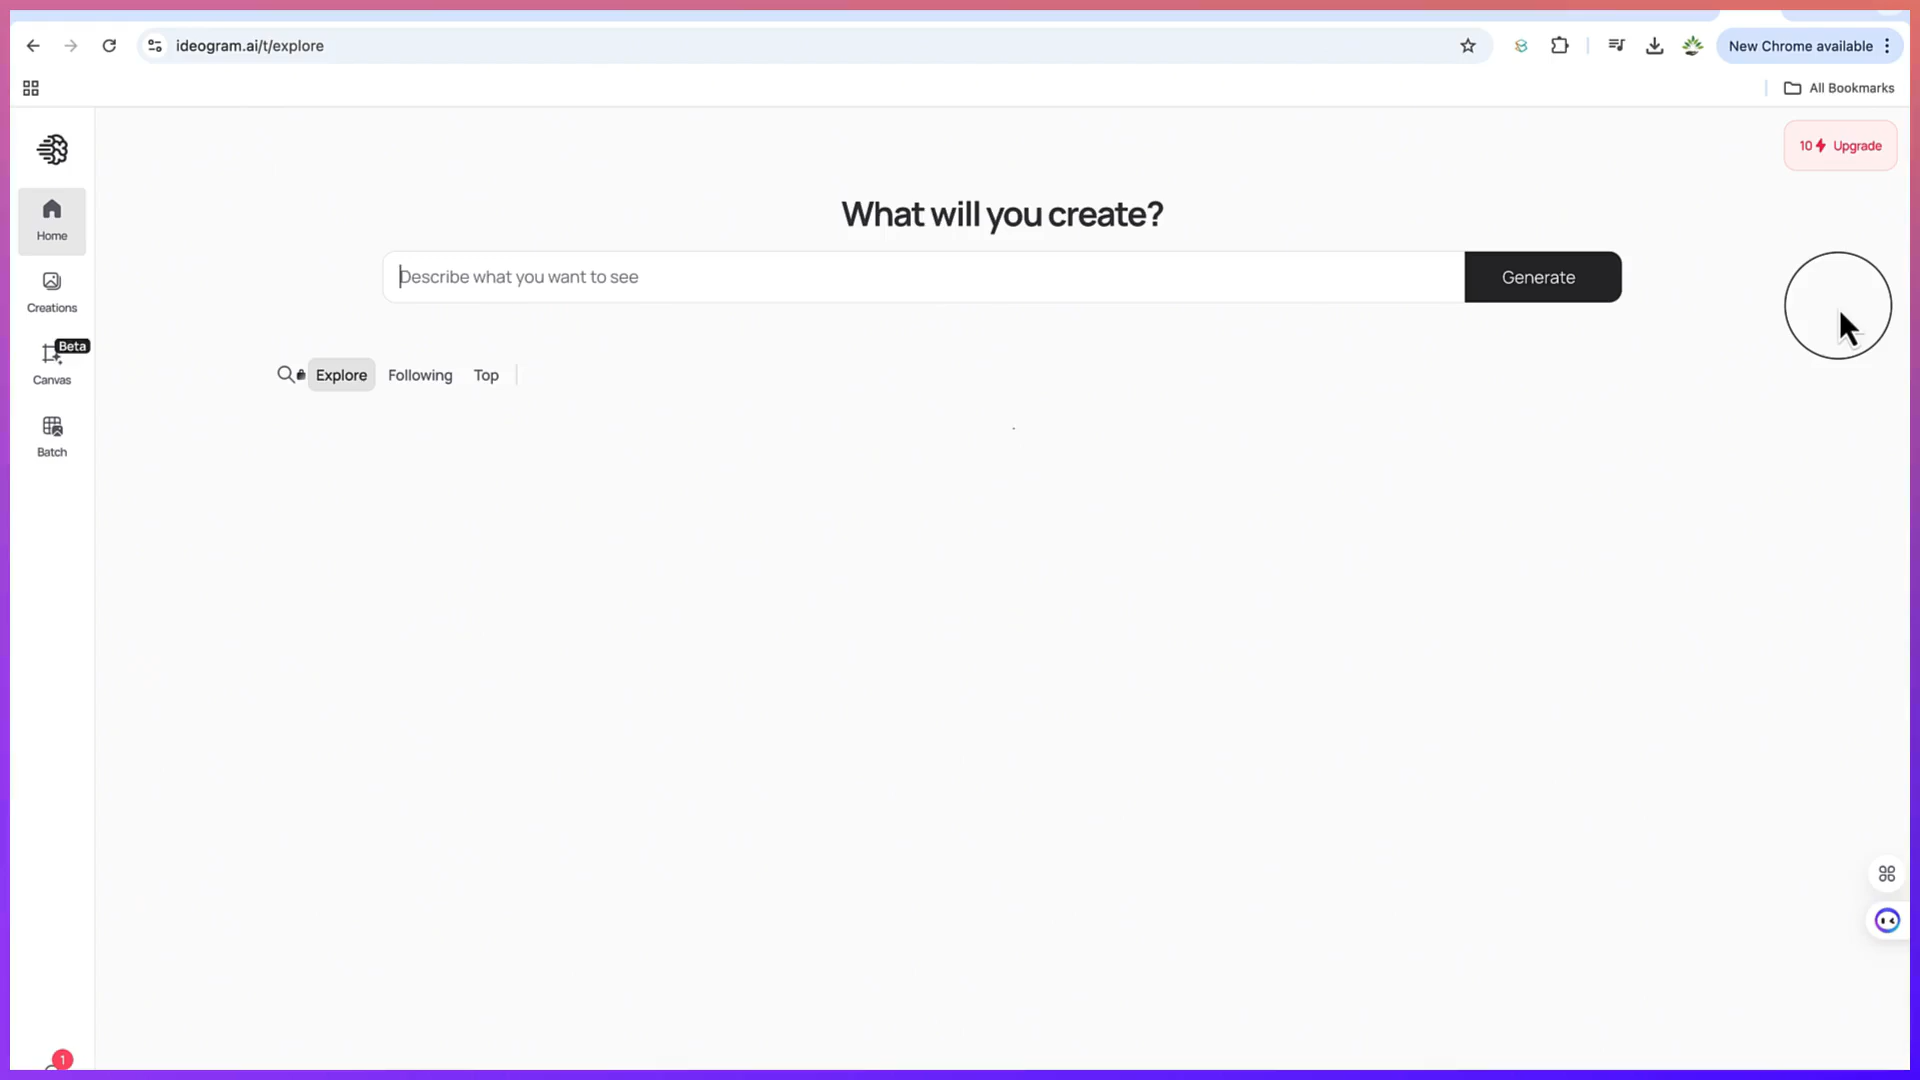 ideogram.ai/t/explore
New Chrome available
All Bookmarks
10 Upgrade
Home
Creations
Beta
Canvas
Batch
What will you create?
Describe what you want to see
Generate
Explore
Following
Top
1